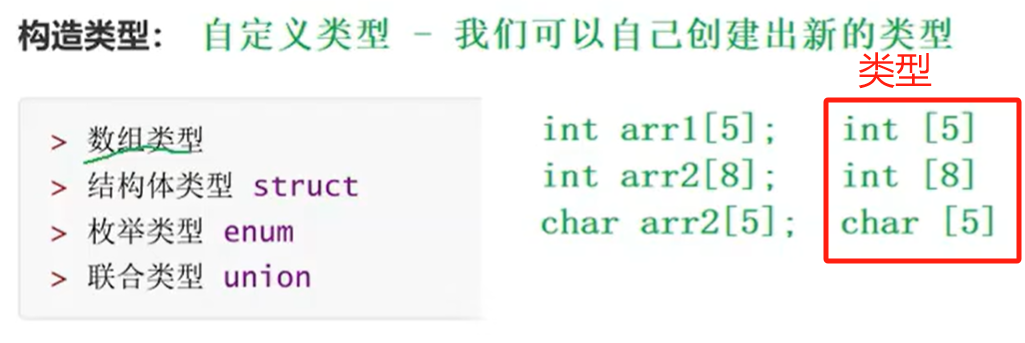 构造类型： 自定义类型 - 我们可以自己创建出新的类型
类型
> 数组类型
> 结构体类型 struct
> 枚举类型 enum
> 联合类型 union
int arr1[5]; int [5]
int arr2[8]; int [8]
char arr2[5]; char [5]